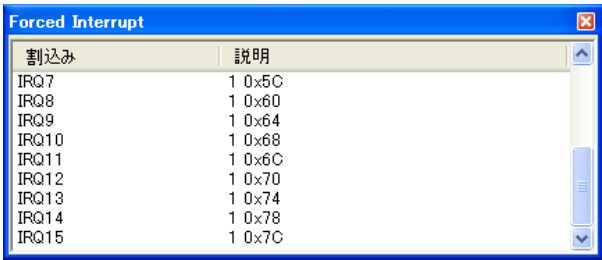 Forced Interrupt
割込み 説明
IRQ7 1 0x5C
IRQ8 1 0x60
IRQ9 1 0x64
IRQ10 1 0x68
IRQ11 1 0x6C
IRQ12 1 0x70
IRQ13 1 0x74
IRQ14 1 0x78
IRQ15 1 0x7C